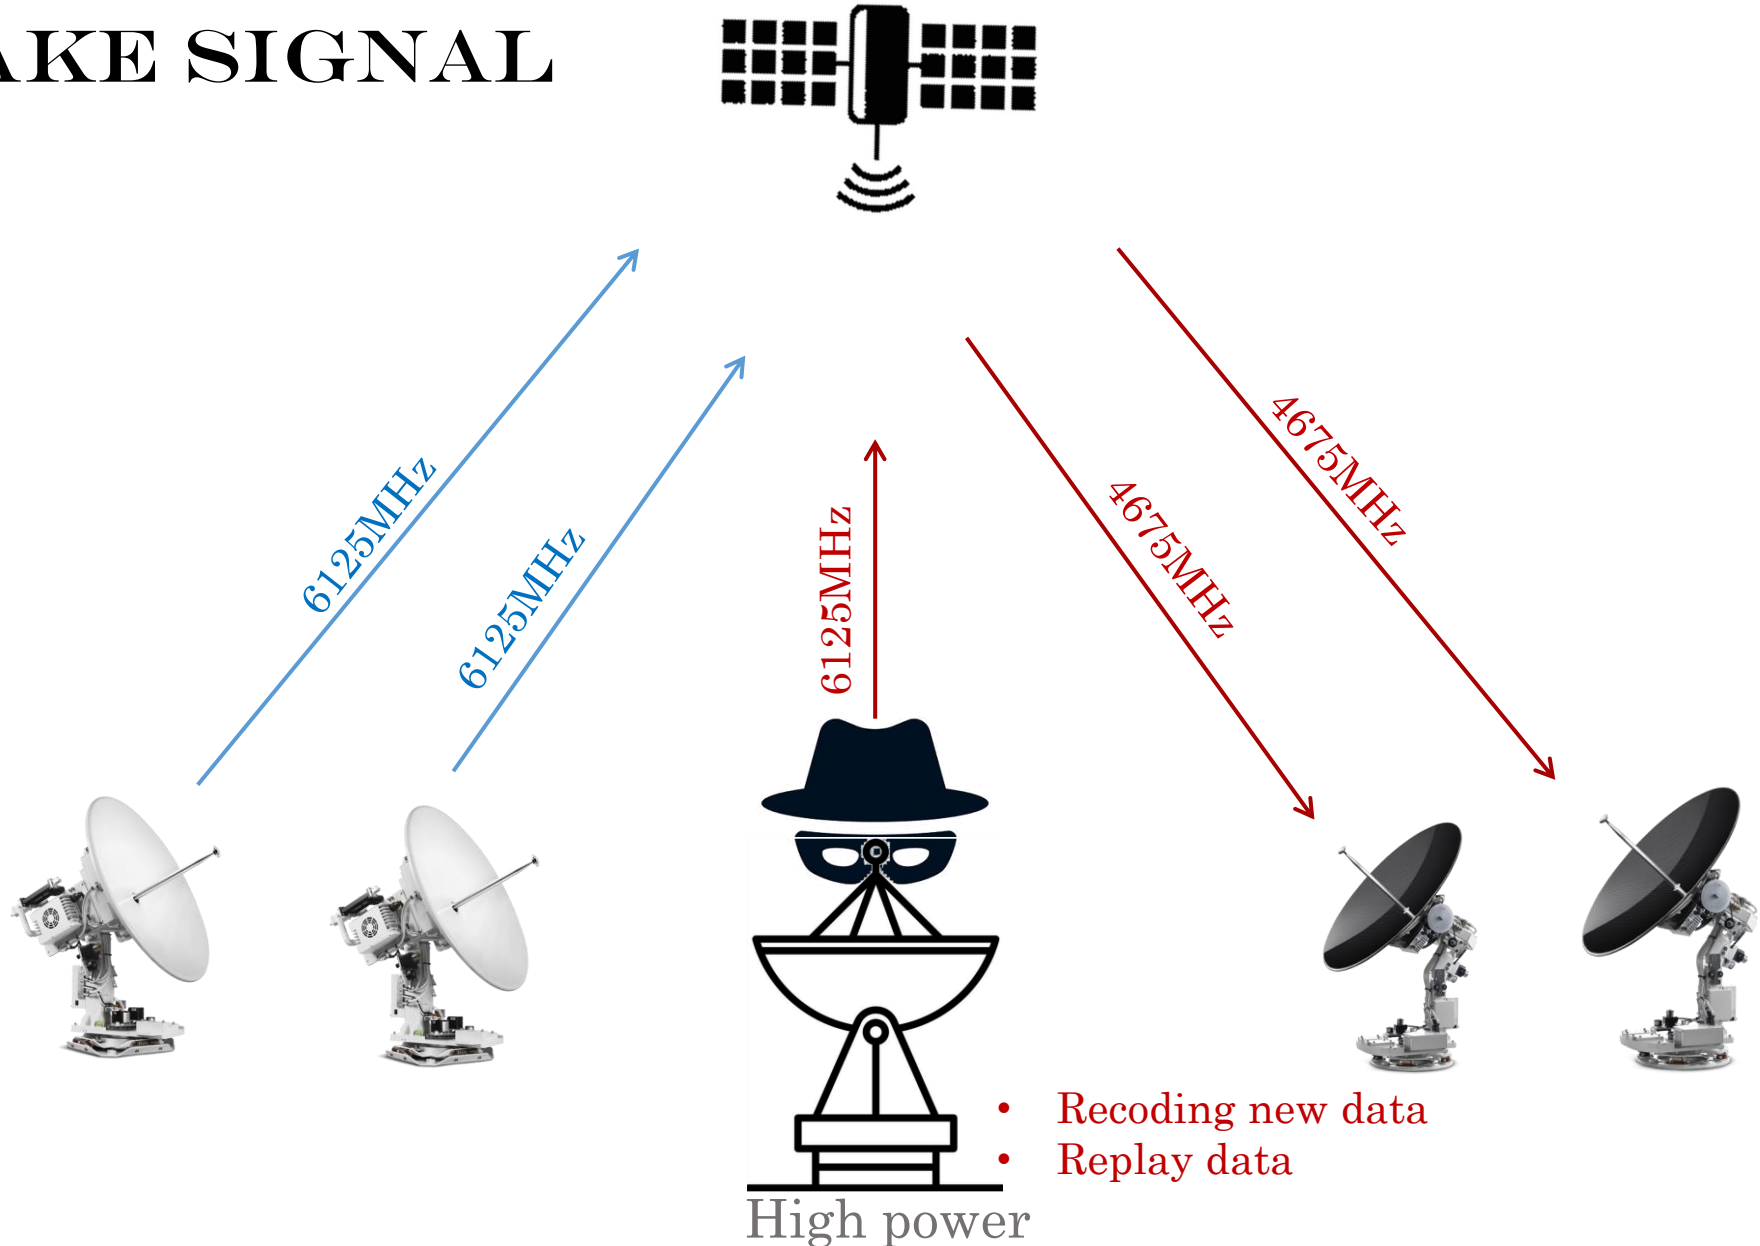 AKE SIGNAL
6125MHz
6125MHz
6125MHz
4675MHz
4675MHz
• Recoding new data
• Replay data
High power